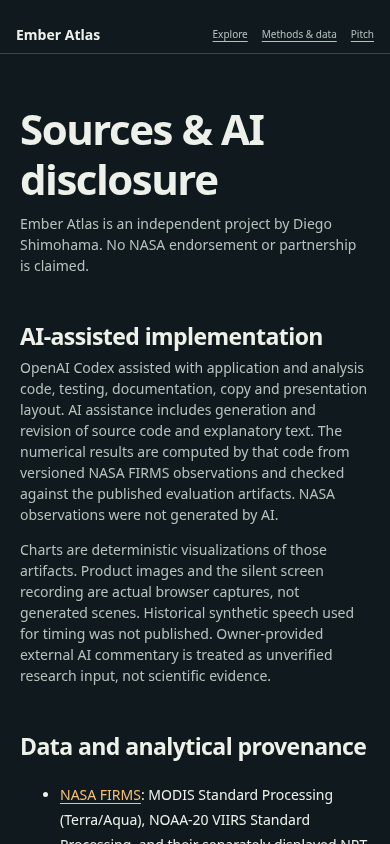 Ember Atlas
Explore Methods & data Pitch
Sources & AI
disclosure
Ember Atlas is an independent project by Diego
Shimohama. No NASA endorsement or partnership
is claimed.
AI-assisted implementation
OpenAI Codex assisted with application and analysis
code, testing, documentation, copy and presentation
layout. AI assistance includes generation and
revision of source code and explanatory text. The
numerical results are computed by that code from
versioned NASA FIRMS observations and checked
against the published evaluation artifacts. NASA
observations were not generated by AI.
Charts are deterministic visualizations of those
artifacts. Product images and the silent screen
recording are actual browser captures, not
generated scenes. Historical synthetic speech used
for timing was not published. Owner-provided
external AI commentary is treated as unverified
research input, not scientific evidence.
Data and analytical provenance
NASA FIRMS: MODIS Standard Processing
(Terra/Aqua), NOAA-20 VIIRS Standard
Processing, and their separately displayed NRT